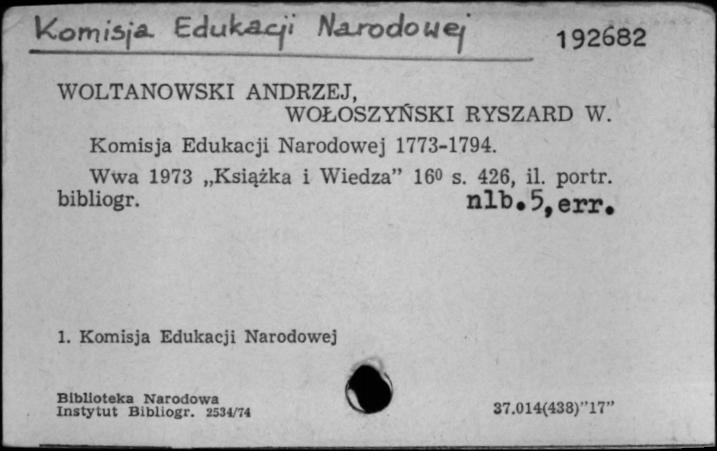 Komisja Edukacji Narodowej
192682
WOLTANOWSKI ANDRZEJ,
WOŁOSZYŃSKI RYSZARD W.
Komisja Edukacji Narodowej 1773-1794.
Wwa 1973 „Książka i Wiedza” 16⁰ s. 426, il. portr.
bibliogr. nlb.5,err.
1. Komisja Edukacji Narodowej
Biblioteka Narodowa
Instytut Bibliogr. 2534/74
37.014(438)”17”